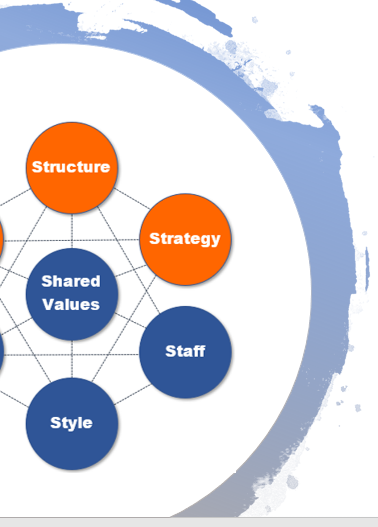 Structure
Strategy
Shared
Values
Staff
Style